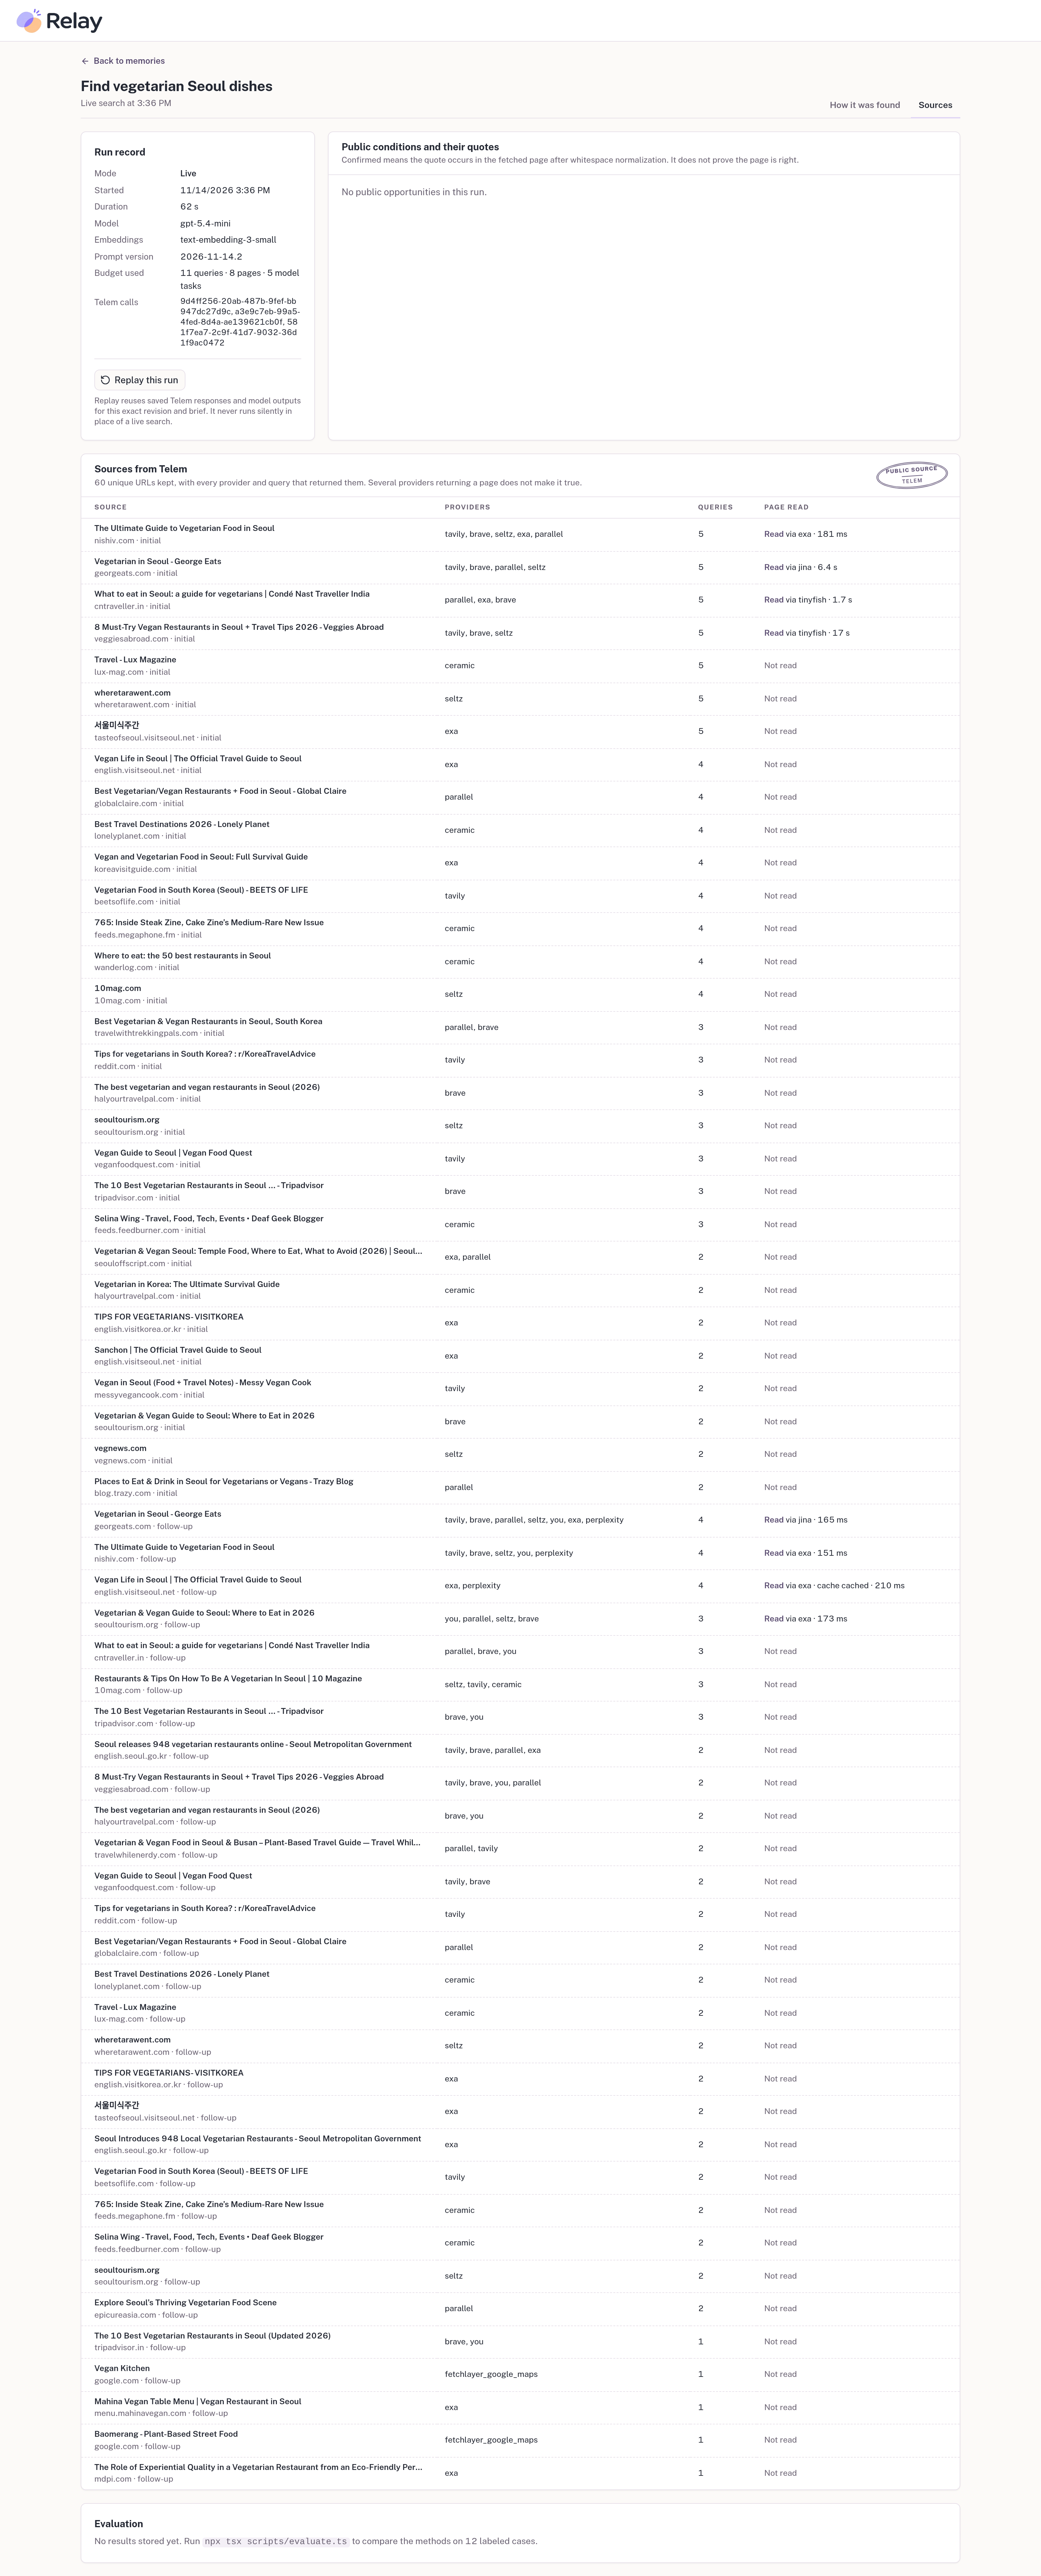 Relay
← Back to memories
Find vegetarian Seoul dishes
Live search at 3:36 PM
How it was found
Sources
Run record
Mode Live
Started 11/14/2026 3:36 PM
Duration 62 s
Model gpt-5.4-mini
Embeddings text-embedding-3-small
Prompt version 2026-11-14.2
Budget used 11 queries · 8 pages · 5 model
tasks
Telem calls 9d4ff256-20ab-487b-9fef-bb
947dc27d9c, a3e9c7eb-99a5-
4fed-8d4a-ae139621cb0f, 58
1f7ea7-2c9f-41d7-9032-36d
1f9ac0472
Replay this run
Replay reuses saved Telem responses and model outputs
for this exact revision and brief. It never runs silently in
place of a live search.
Public conditions and their quotes
Confirmed means the quote occurs in the fetched page after whitespace normalization. It does not prove the page is right.
No public opportunities in this run.
Sources from Telem
60 unique URLs kept, with every provider and query that returned them. Several providers returning a page does not make it true.
PUBLIC SOURCE
TELEM
SOURCE PROVIDERS QUERIES PAGE READ
The Ultimate Guide to Vegetarian Food in Seoul
nishiv.com · initial
tavily, brave, seltz, exa, parallel 5 Read via exa · 181 ms
Vegetarian in Seoul - George Eats
georgeats.com · initial
tavily, brave, parallel, seltz 5 Read via jina · 6.4 s
What to eat in Seoul: a guide for vegetarians | Condé Nast Traveller India
cntraveller.in · initial
parallel, exa, brave 5 Read via tinyfish · 1.7 s
8 Must-Try Vegan Restaurants in Seoul + Travel Tips 2026 - Veggies Abroad
veggiesabroad.com · initial
tavily, brave, seltz 5 Read via tinyfish · 17 s
Travel - Lux Magazine
lux-mag.com · initial
ceramic 5 Not read
wheretarawent.com
wheretarawent.com · initial
seltz 5 Not read
서울미식주간
tasteofseoul.visitseoul.net · initial
exa 5 Not read
Vegan Life in Seoul | The Official Travel Guide to Seoul
english.visitseoul.net · initial
exa 4 Not read
Best Vegetarian/Vegan Restaurants + Food in Seoul - Global Claire
globalclaire.com · initial
parallel 4 Not read
Best Travel Destinations 2026 - Lonely Planet
lonelyplanet.com · initial
ceramic 4 Not read
Vegan and Vegetarian Food in Seoul: Full Survival Guide
koreavisitguide.com · initial
exa 4 Not read
Vegetarian Food in South Korea (Seoul) - BEETS OF LIFE
beetsoflife.com · initial
tavily 4 Not read
765: Inside Steak Zine, Cake Zine's Medium-Rare New Issue
feeds.megaphone.fm · initial
ceramic 4 Not read
Where to eat: the 50 best restaurants in Seoul
wanderlog.com · initial
ceramic 4 Not read
10mag.com
10mag.com · initial
seltz 4 Not read
Best Vegetarian & Vegan Restaurants in Seoul, South Korea
travelwithtrekkingpals.com · initial
parallel, brave 3 Not read
Tips for vegetarians in South Korea? : r/KoreaTravelAdvice
reddit.com · initial
tavily 3 Not read
The best vegetarian and vegan restaurants in Seoul (2026)
halyourtravelpal.com · initial
brave 3 Not read
seoultourism.org
seoultourism.org · initial
seltz 3 Not read
Vegan Guide to Seoul | Vegan Food Quest
veganfoodquest.com · initial
tavily 3 Not read
The 10 Best Vegetarian Restaurants in Seoul ... - Tripadvisor
tripadvisor.com · initial
brave 3 Not read
Selina Wing - Travel, Food, Tech, Events • Deaf Geek Blogger
feeds.feedburner.com · initial
ceramic 3 Not read
Vegetarian & Vegan Seoul: Temple Food, Where to Eat, What to Avoid (2026) | Seoul...
seouloffscript.com · initial
exa, parallel 2 Not read
Vegetarian in Korea: The Ultimate Survival Guide
halyourtravelpal.com · initial
ceramic 2 Not read
TIPS FOR VEGETARIANS- VISITKOREA
english.visitkorea.or.kr · initial
exa 2 Not read
Sanchon | The Official Travel Guide to Seoul
english.visitseoul.net · initial
exa 2 Not read
Vegan in Seoul (Food + Travel Notes) - Messy Vegan Cook
messyvegancook.com · initial
tavily 2 Not read
Vegetarian & Vegan Guide to Seoul: Where to Eat in 2026
seoultourism.org · initial
brave 2 Not read
vegnews.com
vegnews.com · initial
seltz 2 Not read
Places to Eat & Drink in Seoul for Vegetarians or Vegans - Trazy Blog
blog.trazy.com · initial
parallel 2 Not read
Vegetarian in Seoul - George Eats
georgeats.com · follow-up
tavily, brave, parallel, seltz, you, exa, perplexity 4 Read via jina · 165 ms
The Ultimate Guide to Vegetarian Food in Seoul
nishiv.com · follow-up
tavily, brave, seltz, you, perplexity 4 Read via exa · 151 ms
Vegan Life in Seoul | The Official Travel Guide to Seoul
english.visitseoul.net · follow-up
exa, perplexity 4 Read via exa · cache cached · 210 ms
Vegetarian & Vegan Guide to Seoul: Where to Eat in 2026
seoultourism.org · follow-up
you, parallel, seltz, brave 3 Read via exa · 173 ms
What to eat in Seoul: a guide for vegetarians | Condé Nast Traveller India
cntraveller.in · follow-up
parallel, brave, you 3 Not read
Restaurants & Tips On How To Be A Vegetarian In Seoul | 10 Magazine
10mag.com · follow-up
seltz, tavily, ceramic 3 Not read
The 10 Best Vegetarian Restaurants in Seoul ... - Tripadvisor
tripadvisor.com · follow-up
brave, you 3 Not read
Seoul releases 948 vegetarian restaurants online - Seoul Metropolitan Government
english.seoul.go.kr · follow-up
tavily, brave, parallel, exa 2 Not read
8 Must-Try Vegan Restaurants in Seoul + Travel Tips 2026 - Veggies Abroad
veggiesabroad.com · follow-up
tavily, brave, you, parallel 2 Not read
The best vegetarian and vegan restaurants in Seoul (2026)
halyourtravelpal.com · follow-up
brave, you 2 Not read
Vegetarian & Vegan Food in Seoul & Busan – Plant-Based Travel Guide — Travel Whil...
travelwhilenerdy.com · follow-up
parallel, tavily 2 Not read
Vegan Guide to Seoul | Vegan Food Quest
veganfoodquest.com · follow-up
tavily, brave 2 Not read
Tips for vegetarians in South Korea? : r/KoreaTravelAdvice
reddit.com · follow-up
tavily 2 Not read
Best Vegetarian/Vegan Restaurants + Food in Seoul - Global Claire
globalclaire.com · follow-up
parallel 2 Not read
Best Travel Destinations 2026 - Lonely Planet
lonelyplanet.com · follow-up
ceramic 2 Not read
Travel - Lux Magazine
lux-mag.com · follow-up
ceramic 2 Not read
wheretarawent.com
wheretarawent.com · follow-up
seltz 2 Not read
TIPS FOR VEGETARIANS- VISITKOREA
english.visitkorea.or.kr · follow-up
exa 2 Not read
서울미식주간
tasteofseoul.visitseoul.net · follow-up
exa 2 Not read
Seoul Introduces 948 Local Vegetarian Restaurants - Seoul Metropolitan Government
english.seoul.go.kr · follow-up
exa 2 Not read
Vegetarian Food in South Korea (Seoul) - BEETS OF LIFE
beetsoflife.com · follow-up
tavily 2 Not read
765: Inside Steak Zine, Cake Zine's Medium-Rare New Issue
feeds.megaphone.fm · follow-up
ceramic 2 Not read
Selina Wing - Travel, Food, Tech, Events • Deaf Geek Blogger
feeds.feedburner.com · follow-up
ceramic 2 Not read
seoultourism.org
seoultourism.org · follow-up
seltz 2 Not read
Explore Seoul's Thriving Vegetarian Food Scene
epicureasia.com · follow-up
parallel 2 Not read
The 10 Best Vegetarian Restaurants in Seoul (Updated 2026)
tripadvisor.in · follow-up
brave, you 1 Not read
Vegan Kitchen
google.com · follow-up
fetchlayer_google_maps 1 Not read
Mahina Vegan Table Menu | Vegan Restaurant in Seoul
menu.mahinavegan.com · follow-up
exa 1 Not read
Baomerang - Plant-Based Street Food
google.com · follow-up
fetchlayer_google_maps 1 Not read
The Role of Experiential Quality in a Vegetarian Restaurant from an Eco-Friendly Per...
mdpi.com · follow-up
exa 1 Not read
Evaluation
No results stored yet. Run npx tsx scripts/evaluate.ts to compare the methods on 12 labeled cases.